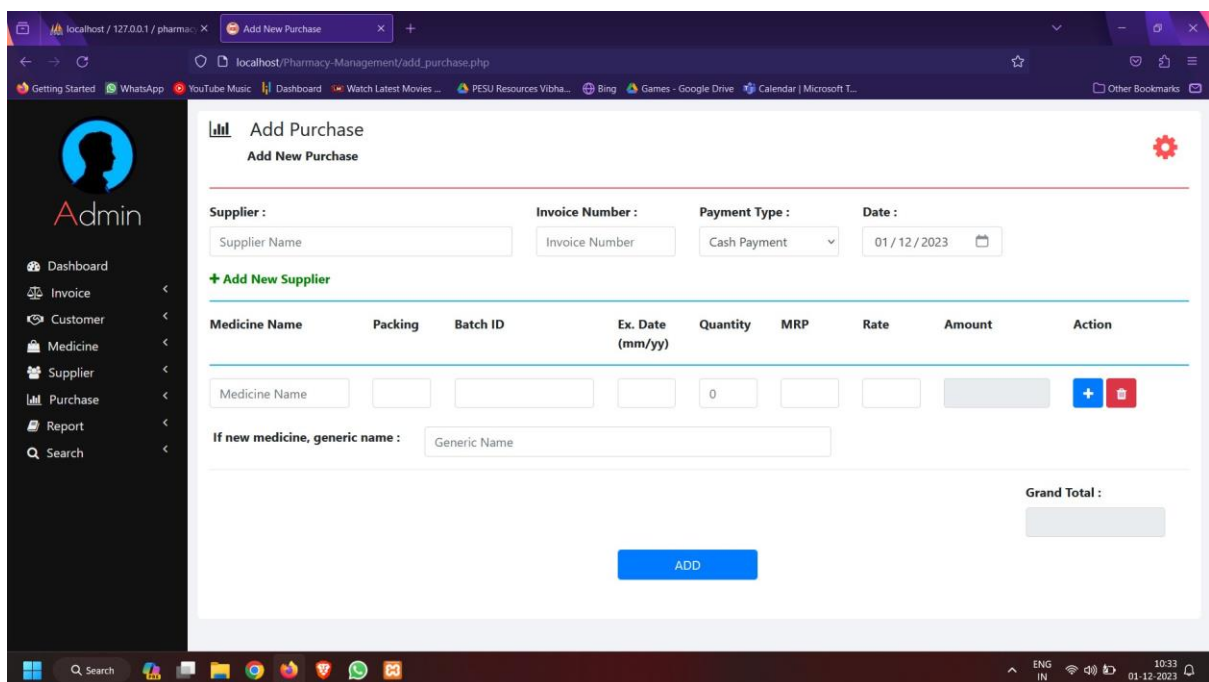 localhost / 127.0.0.1 / pharmac
Add New Purchase
localhost/Pharmacy-Management/add_purchase.php
Getting Started WhatsApp YouTube Music Dashboard Watch Latest Movies ... PESU Resources Vibha... Bing Games - Google Drive Calendar | Microsoft T... Other Bookmarks
Admin
Dashboard
Invoice
Customer
Medicine
Supplier
Purchase
Report
Search
Add Purchase
Add New Purchase
Supplier : Invoice Number : Payment Type : Date :
Supplier Name Invoice Number Cash Payment 01/12/2023
+ Add New Supplier
Medicine Name Packing Batch ID Ex. Date Quantity MRP Rate Amount Action
(mm/yy)
Medicine Name 0 +
If new medicine, generic name : Generic Name
Grand Total :
ADD
Search ENG 10:33
IN 01-12-2023